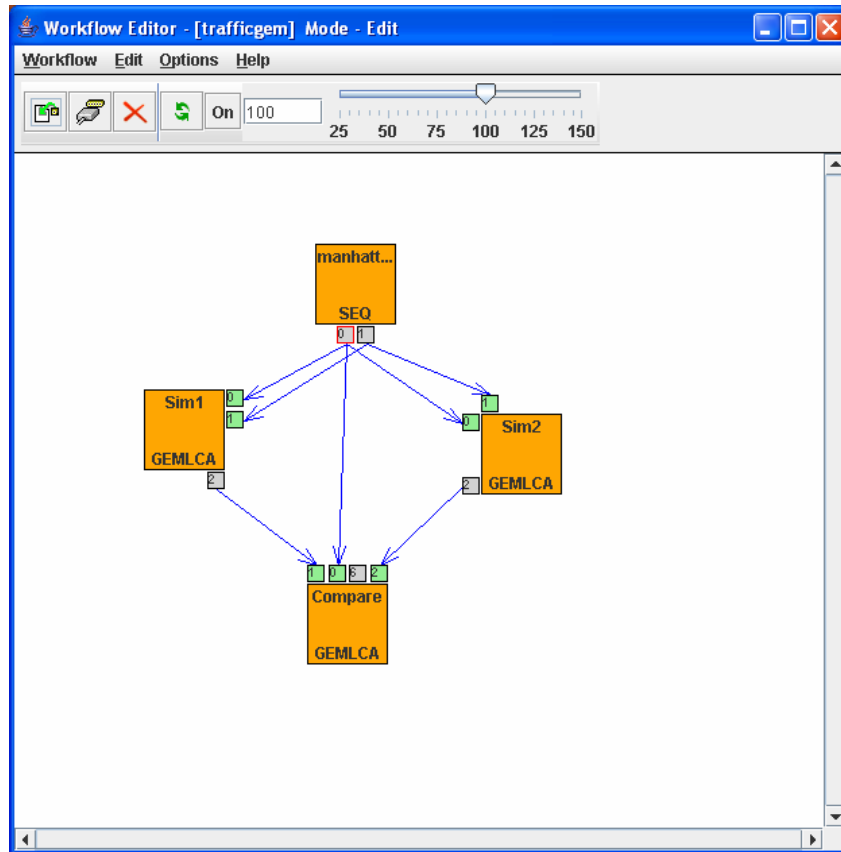 Workflow Editor - [trafficgem] Mode - Edit
Workflow Edit Options Help
On 100
25 50 75 100 125 150
manhatt...
SEQ
0 1
Sim1 0
1
GEMLCA
2
1
0 Sim2
2 GEMLCA
1 0 6 2
Compare
GEMLCA